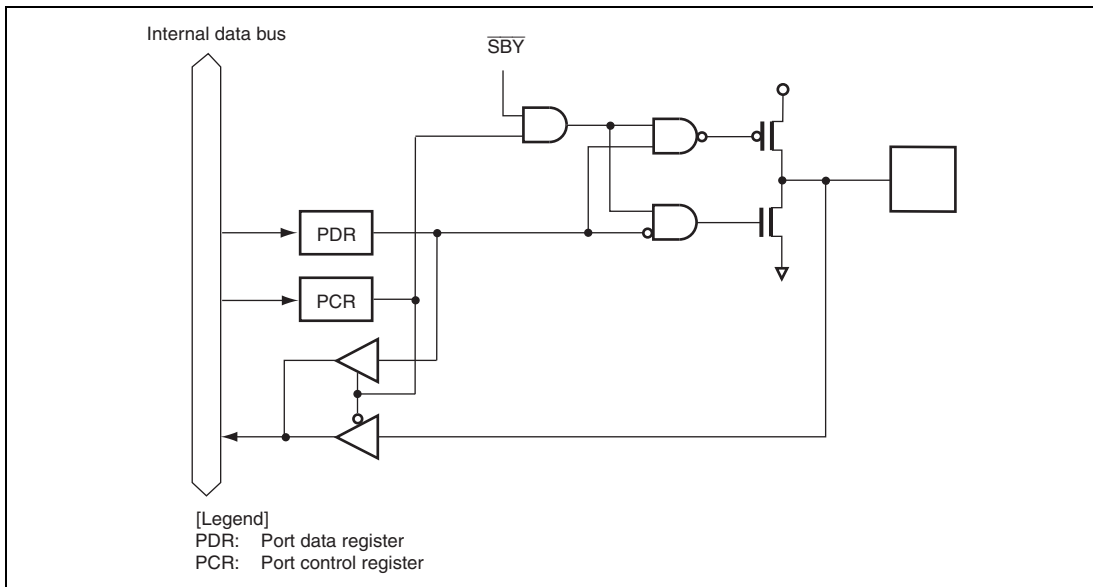 Internal data bus
SBY
PDR
PCR
[Legend]
PDR: Port data register
PCR: Port control register